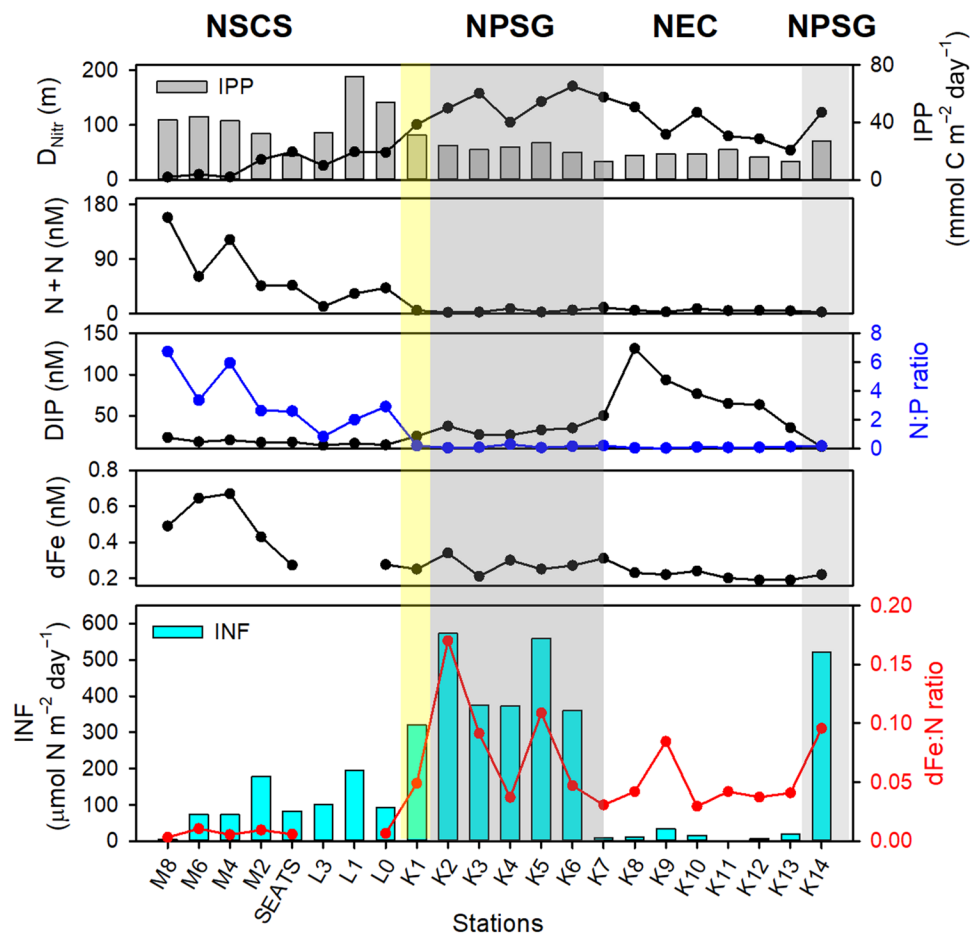 NSCS NPSG NEC NPSG
200
100
0
D_Nitr (m)
IPP
80
40
0
IPP
(mmol C m⁻² day⁻¹)
180
90
0
N + N (nM)
150
100
50
DIP (nM)
8
6
4
2
0
N:P ratio
0.8
0.6
0.4
0.2
dFe (nM)
600
500
400
300
200
100
0
INF
(μmol N m⁻² day⁻¹)
INF
0.20
0.15
0.10
0.05
0.00
dFe:N ratio
M8 M6 M4 M2 SEATS L3 L1 L0 K1 K2 K3 K4 K5 K6 K7 K8 K9 K10 K11 K12 K13 K14
Stations